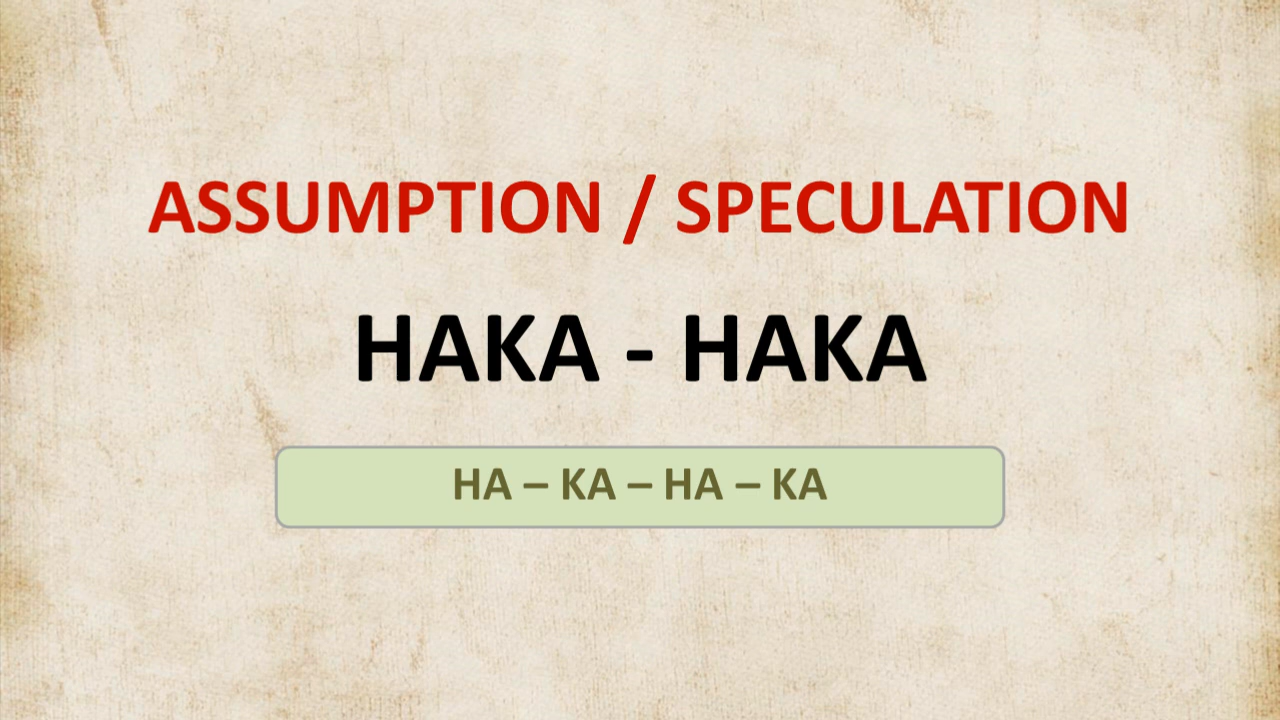 ASSUMPTION / SPECULATION
HAKA - HAKA
HA – KA – HA – KA